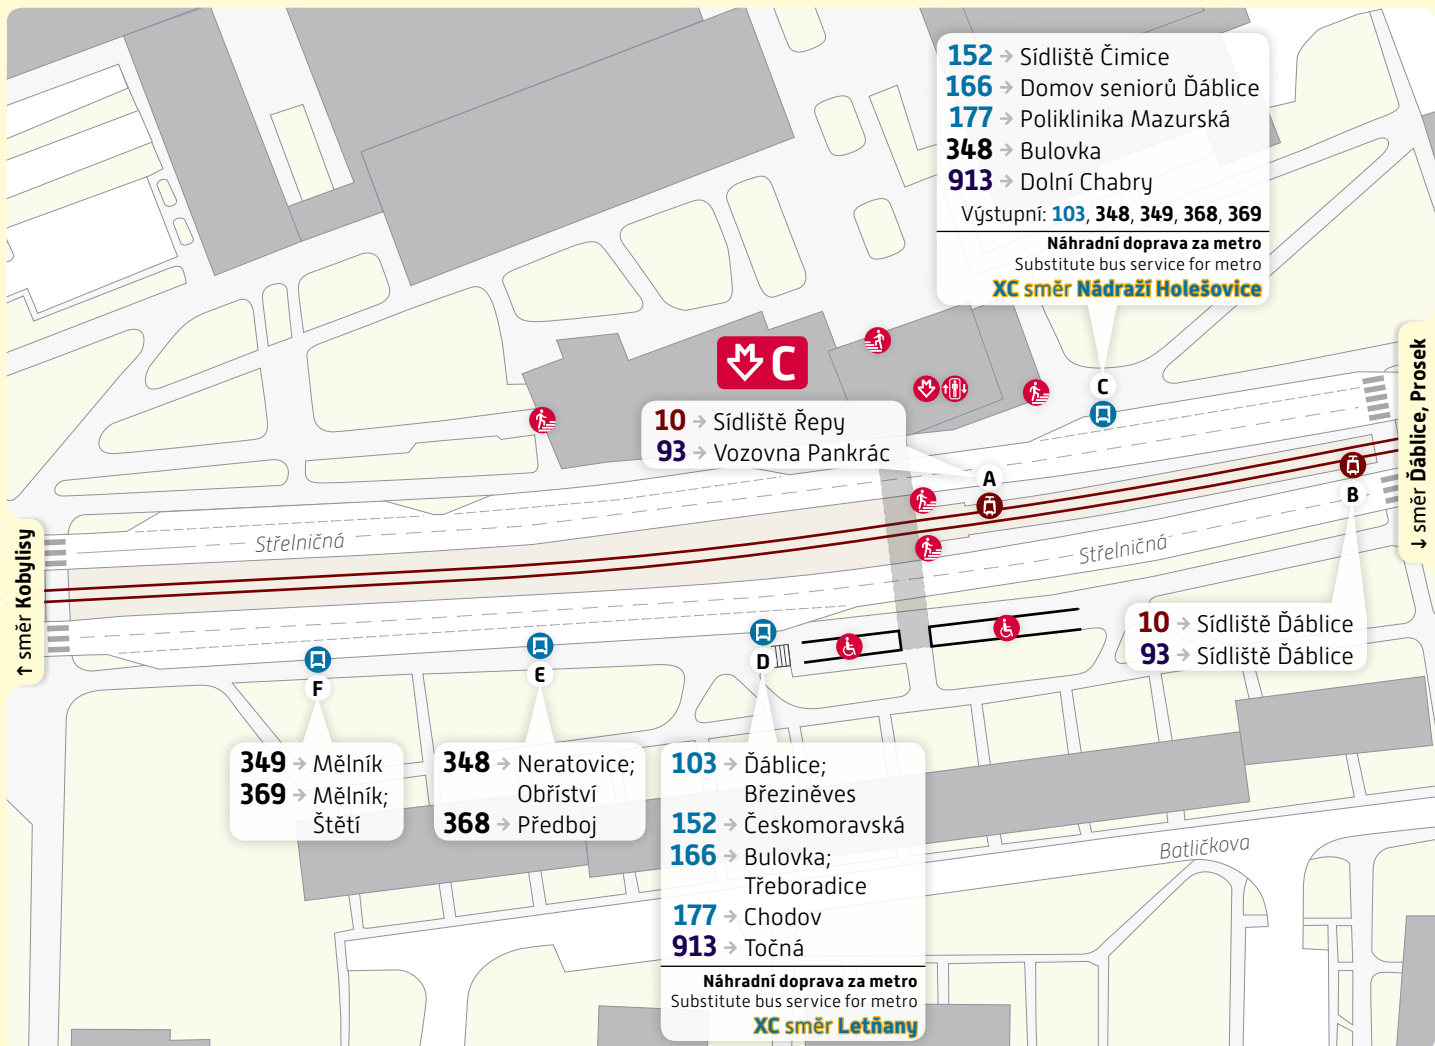 152 → Sídliště Čimice
166 → Domov seniorů Ďáblice
177 → Poliklinika Mazurská
348 → Bulovka
913 → Dolní Chabry
Výstupní: 103, 348, 349, 368, 369
Náhradní doprava za metro
Substitute bus service for metro
XC směr Nádraží Holešovice
C
C
10 → Sídliště Řepy
93 → Vozovna Pankrác
A
B
↓ směr Ďáblice, Prosek
Střelničná
Střelničná
↑ směr Kobylisy
10 → Sídliště Ďáblice
93 → Sídliště Ďáblice
F
E
D
349 → Mělník
369 → Mělník;
Štětí
348 → Neratovice;
Obříství
368 → Předboj
103 → Ďáblice;
Březiněves
152 → Českomoravská
166 → Bulovka;
Třeboradice
177 → Chodov
913 → Točná
Náhradní doprava za metro
Substitute bus service for metro
XC směr Letňany
Batličkova